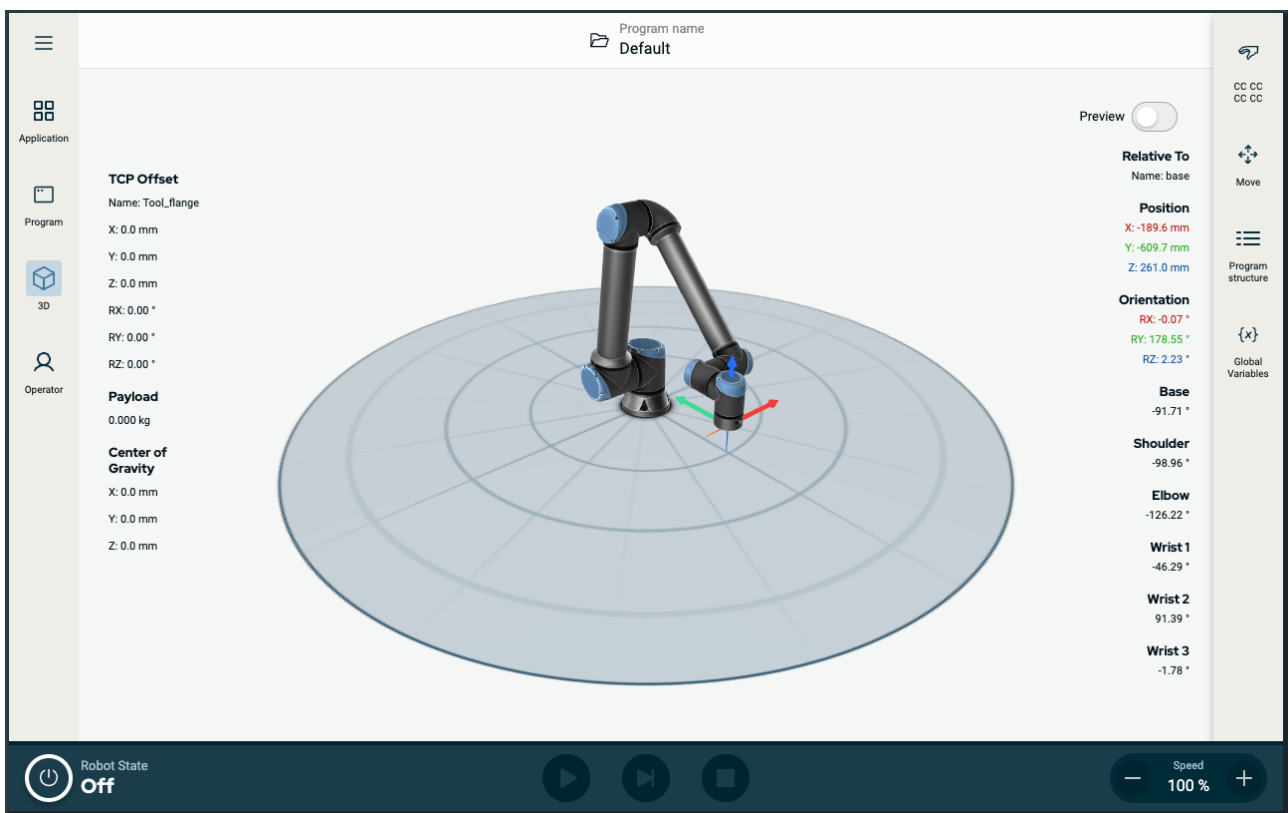 Program name
Default
Application
Program
3D
Operator
TCP Offset
Name: Tool_flange
X: 0.0 mm
Y: 0.0 mm
Z: 0.0 mm
RX: 0.00 °
RY: 0.00 °
RZ: 0.00 °
Payload
0.000 kg
Center of
Gravity
X: 0.0 mm
Y: 0.0 mm
Z: 0.0 mm
Preview
Relative To
Name: base
Position
X: -189.6 mm
Y: -609.7 mm
Z: 261.0 mm
Orientation
RX: -0.07 °
RY: 178.55 °
RZ: 2.23 °
Base
-91.71 °
Shoulder
-98.96 °
Elbow
-126.22 °
Wrist 1
-46.29 °
Wrist 2
91.39 °
Wrist 3
-1.78 °
CC CC
CC CC
Move
Program
structure
{x}
Global
Variables
Robot State
Off
Speed
100 %